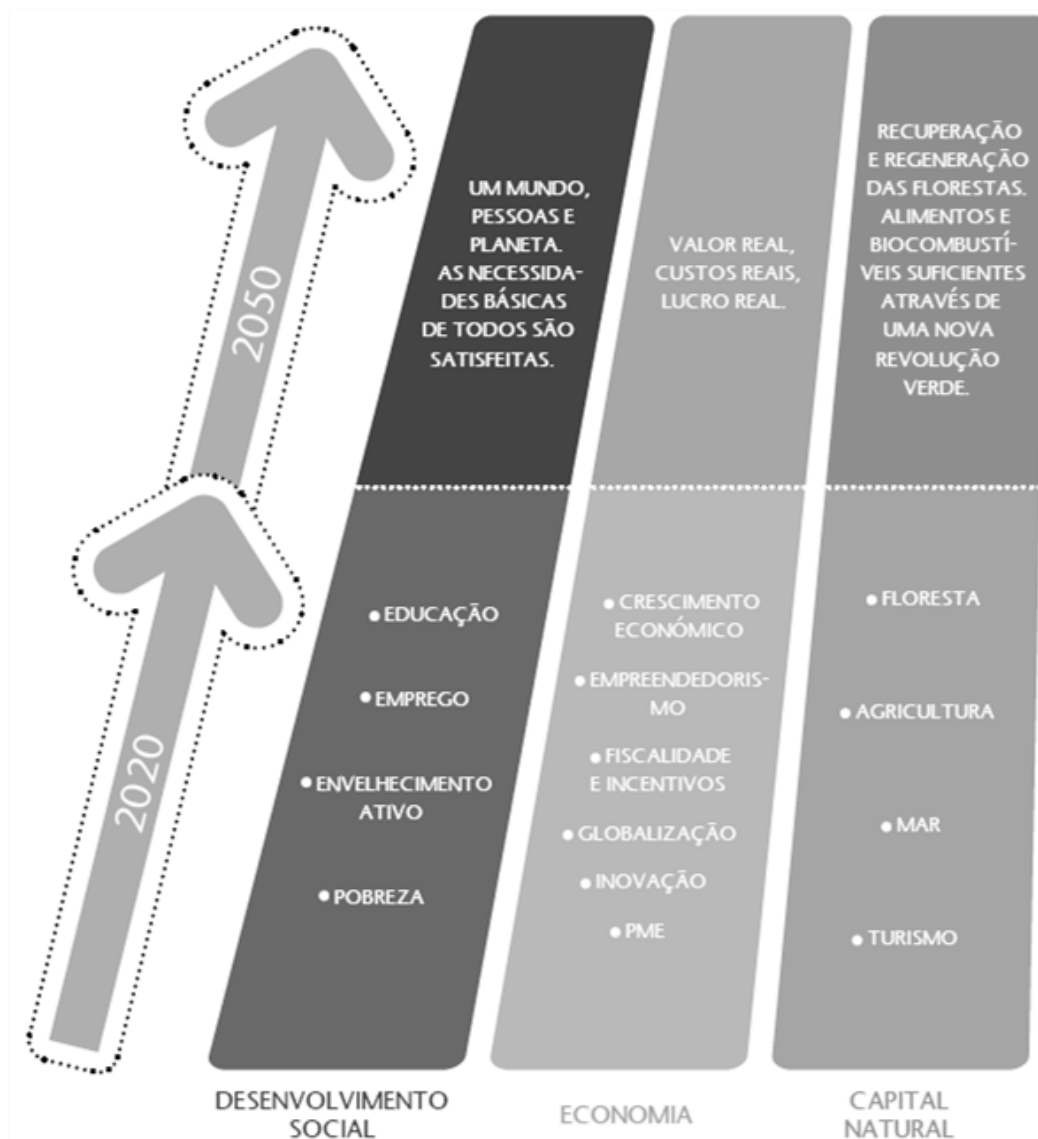 2050
UM MUNDO,
PESSOAS E
PLANETA.
AS NECESSIDA-
DES BÁSICAS
DE TODOS SÃO
SATISFEITAS.
VALOR REAL,
CUSTOS REAIS,
LUCRO REAL.
RECUPERAÇÃO
E REGENERAÇÃO
DAS FLORESTAS.
ALIMENTOS E
BIOCOMBUSTÍ-
VEIS SUFICIENTES
ATRAVÉS DE
UMA NOVA
REVOLUÇÃO
VERDE.
2020
• EDUCAÇÃO
• EMPREGO
• ENVELHECIMENTO
ATIVO
• POBREZA
• CRESCIMENTO
ECONÓMICO
• EMPREENDEDORIS-
MO
• FISCALIDADE
E INCENTIVOS
• GLOBALIZAÇÃO
• INOVAÇÃO
• PME
• FLORESTA
• AGRICULTURA
• MAR
• TURISMO
DESENVOLVIMENTO
SOCIAL
ECONOMIA
CAPITAL
NATURAL